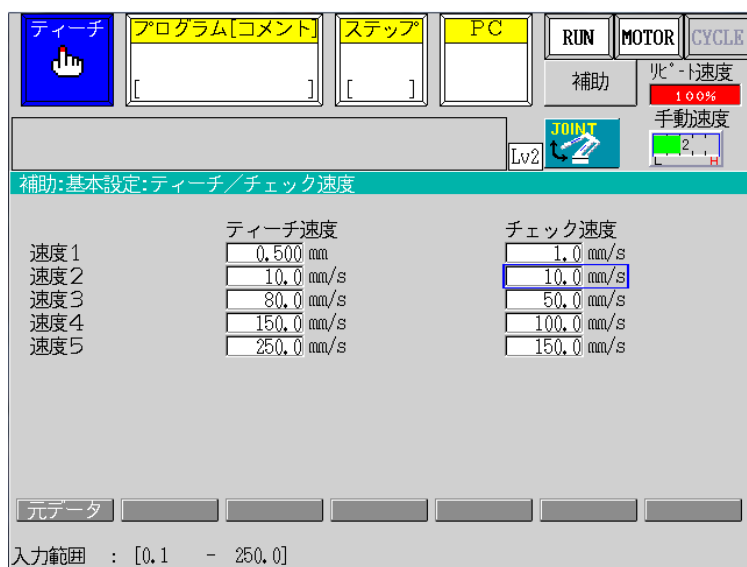 ティーチ プログラム[コメント] ステップ PC RUN MOTOR CYCLE
[ ] [ ] 補助 リピート速度
100%
手動速度
Lv2 JOINT 2
L H
補助:基本設定:ティーチ/チェック速度
ティーチ速度 チェック速度
速度1 0.500 mm 1.0 mm/s
速度2 10.0 mm/s 10.0 mm/s
速度3 80.0 mm/s 50.0 mm/s
速度4 150.0 mm/s 100.0 mm/s
速度5 250.0 mm/s 150.0 mm/s
元データ
入力範囲 : [0.1 - 250.0]